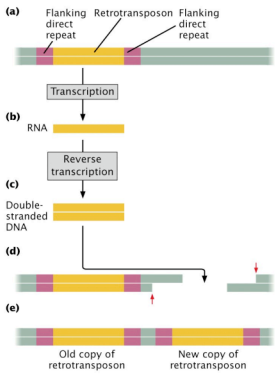 (a)
Flanking
direct
repeat
Retrotransposon
Flanking
direct
repeat
Transcription
(b)
RNA
Reverse
transcription
(c)
Double-
stranded
DNA
(d)
(e)
Old copy of
retrotransposon
New copy of
retrotransposon